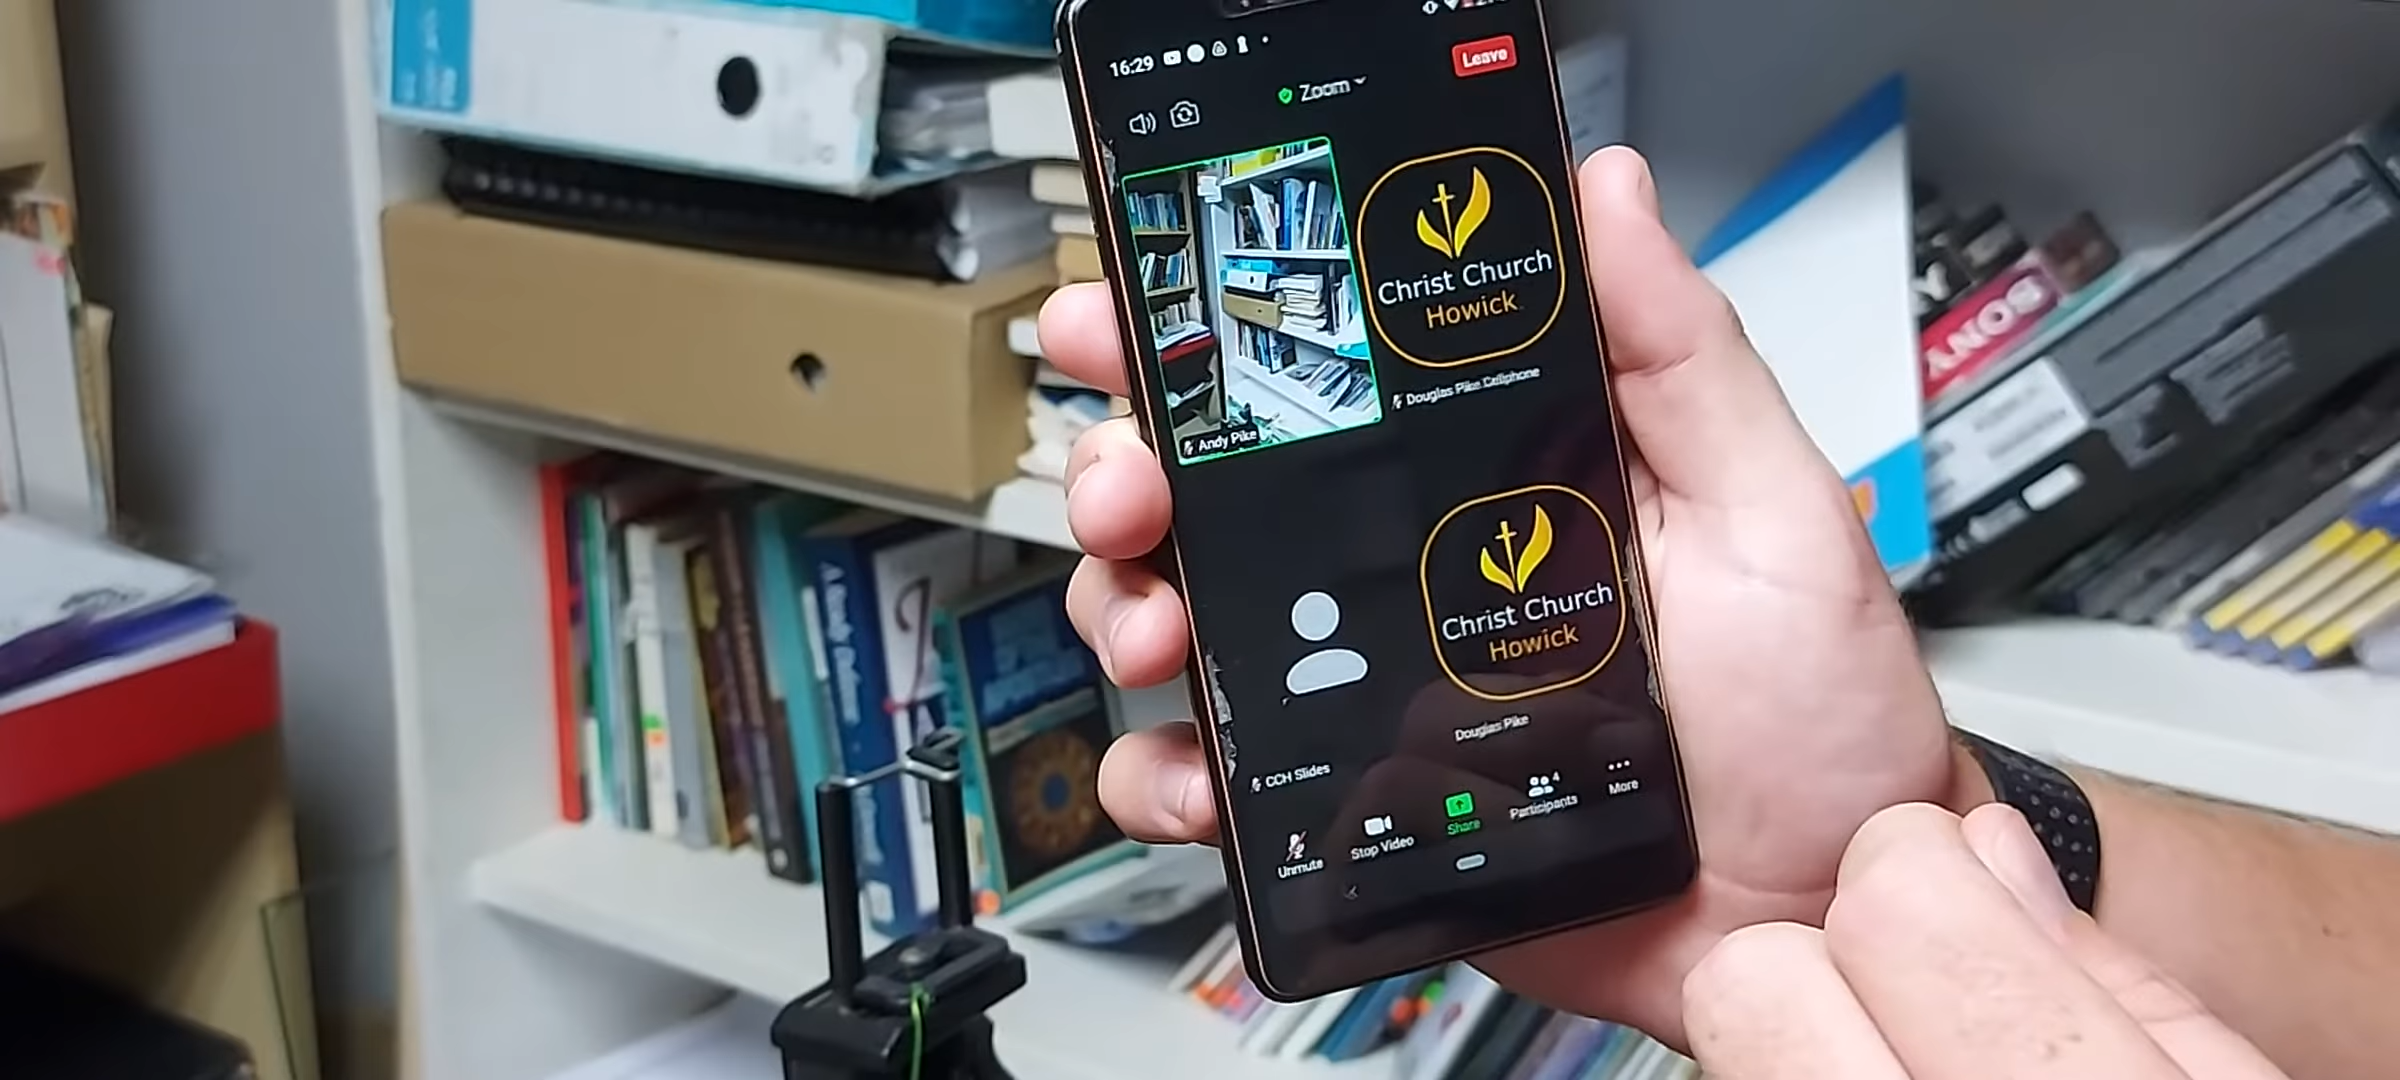 16:29
Leave
Zoom
Christ Church
Howick
Andy Pike
Douglas Pike Cellphone
Christ Church
Howick
Douglas Pike
CCH Slides
Unmute
Stop Video
Share
4
Participants
More
SONY